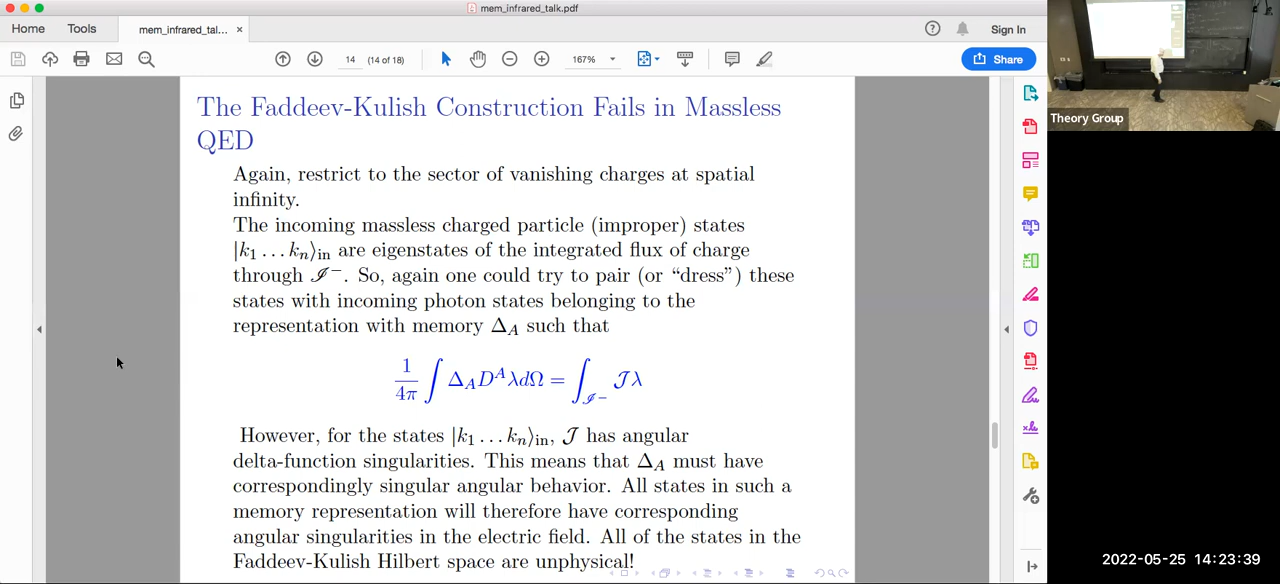 mem_infrared_talk.pdf
Home Tools mem_infrared_tal... × Sign In
14 (14 of 18) 167% Share
The Faddeev-Kulish Construction Fails in Massless
QED
Again, restrict to the sector of vanishing charges at spatial
infinity.
The incoming massless charged particle (improper) states
|k₁ . . . kₙ⟩ᵢₙ are eigenstates of the integrated flux of charge
through 𝓘⁻. So, again one could try to pair (or “dress”) these
states with incoming photon states belonging to the
representation with memory Δ_A such that
1/4π ∫ Δ_A D^A λdΩ = ∫_𝓘⁻ 𝒥λ
However, for the states |k₁ . . . kₙ⟩ᵢₙ, 𝒥 has angular
delta-function singularities. This means that Δ_A must have
correspondingly singular angular behavior. All states in such a
memory representation will therefore have corresponding
angular singularities in the electric field. All of the states in the
Faddeev-Kulish Hilbert space are unphysical!
Theory Group
2022-05-25 14:23:39